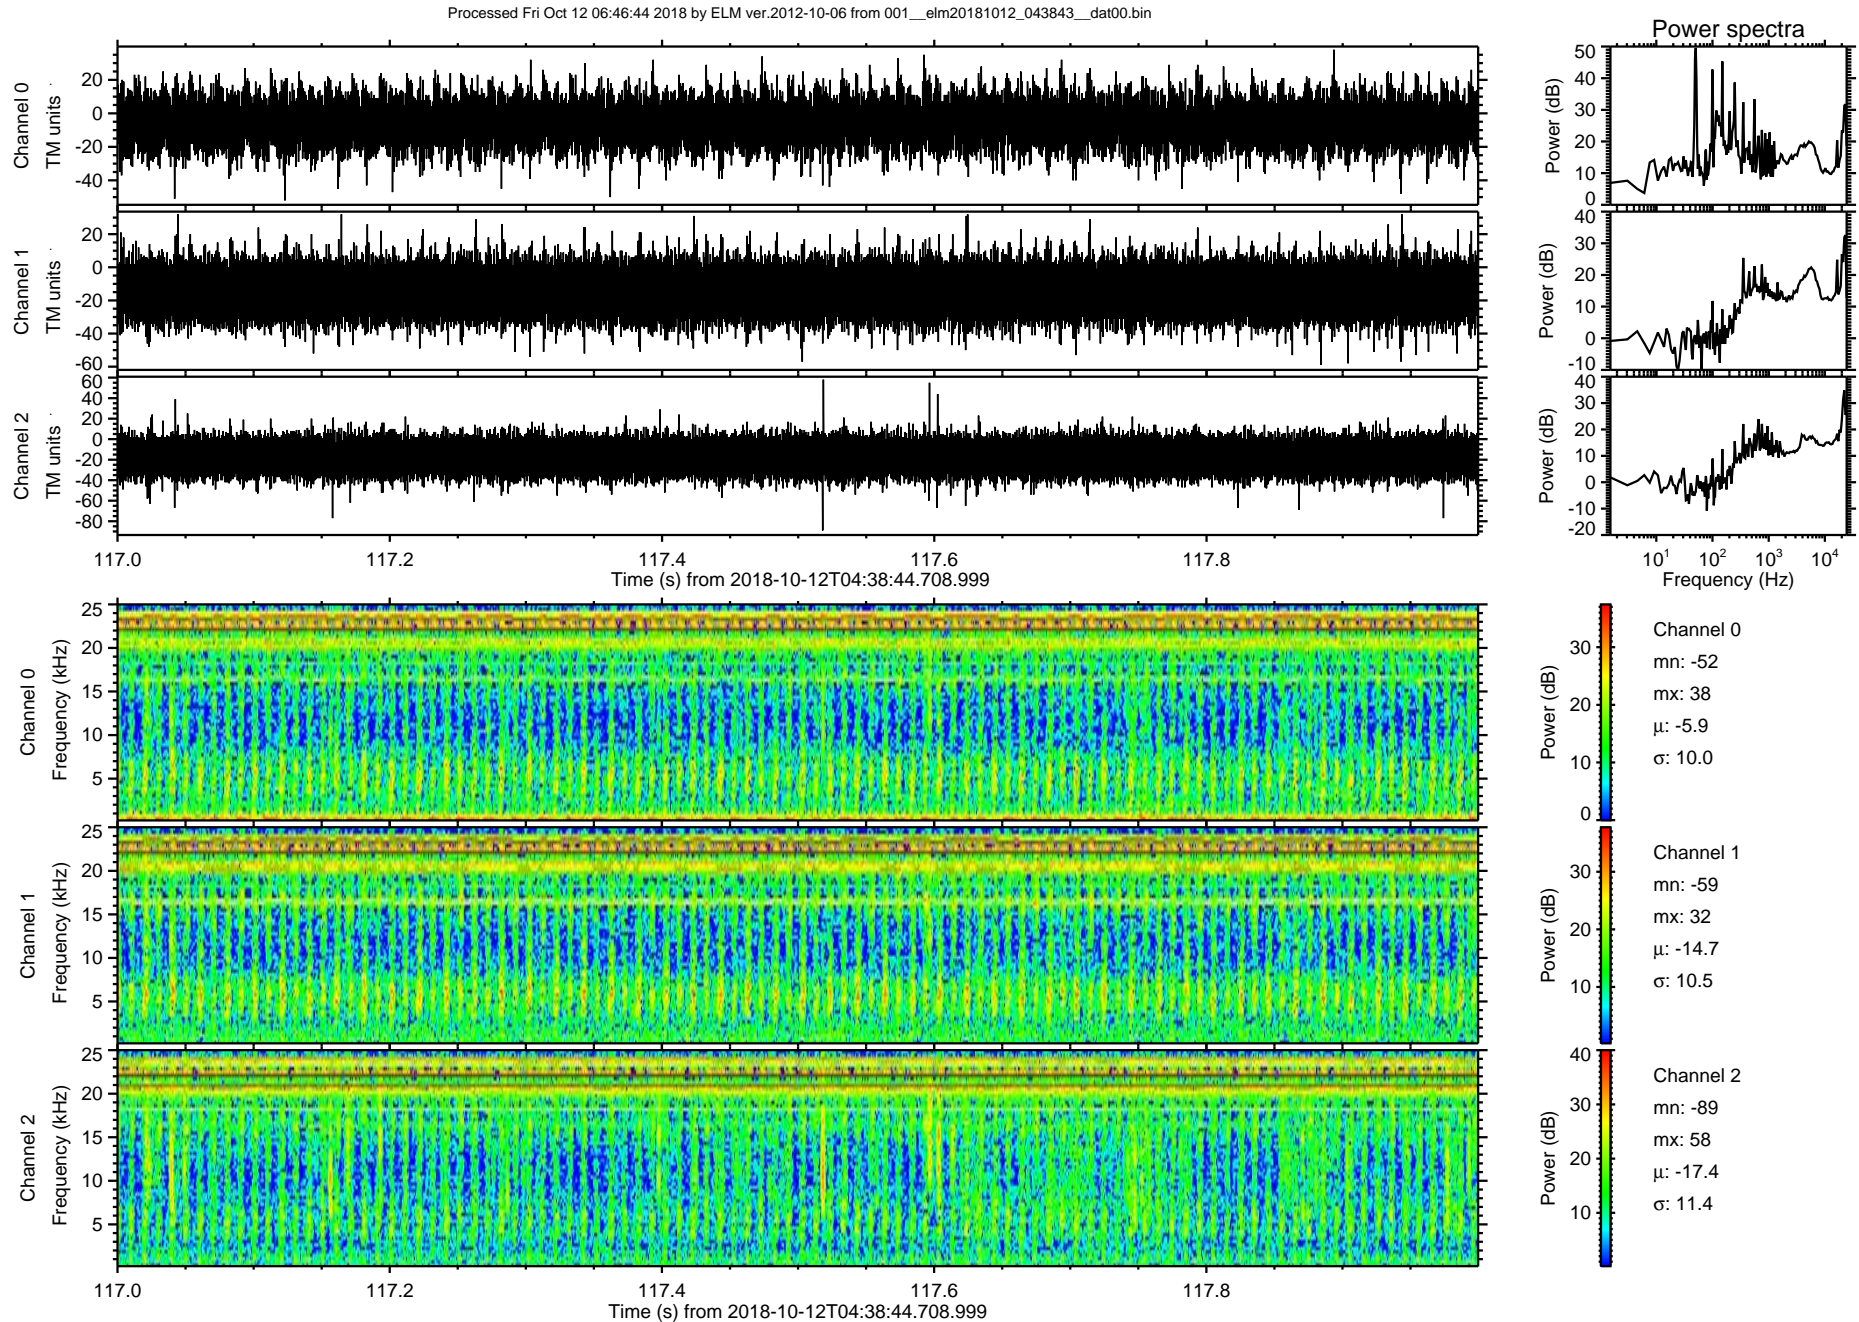 Processed Fri Oct 12 06:46:44 2018 by ELM ver.2012-10-06 from 001__elm20181012_043843__dat00.bin
Power spectra
Channel 0
TM units
20
0
-20
-40
Power (dB)
50
40
30
20
10
0
Channel 1
TM units
20
0
-20
-40
-60
Power (dB)
40
30
20
10
0
-10
Channel 2
TM units
60
40
20
0
-20
-40
-60
-80
Power (dB)
40
30
20
10
0
-10
-20
117.0 117.2 117.4 117.6 117.8
Time (s) from 2018-10-12T04:38:44.708.999
10^1 10^2 10^3 10^4
Frequency (Hz)
Channel 0
Frequency (kHz)
25
20
15
10
5
Power (dB)
30
20
10
0
Channel 0
mn: -52
mx: 38
µ: -5.9
σ: 10.0
Channel 1
Frequency (kHz)
25
20
15
10
5
Power (dB)
30
20
10
Channel 1
mn: -59
mx: 32
µ: -14.7
σ: 10.5
Channel 2
Frequency (kHz)
25
20
15
10
5
Power (dB)
40
30
20
10
Channel 2
mn: -89
mx: 58
µ: -17.4
σ: 11.4
117.0 117.2 117.4 117.6 117.8
Time (s) from 2018-10-12T04:38:44.708.999